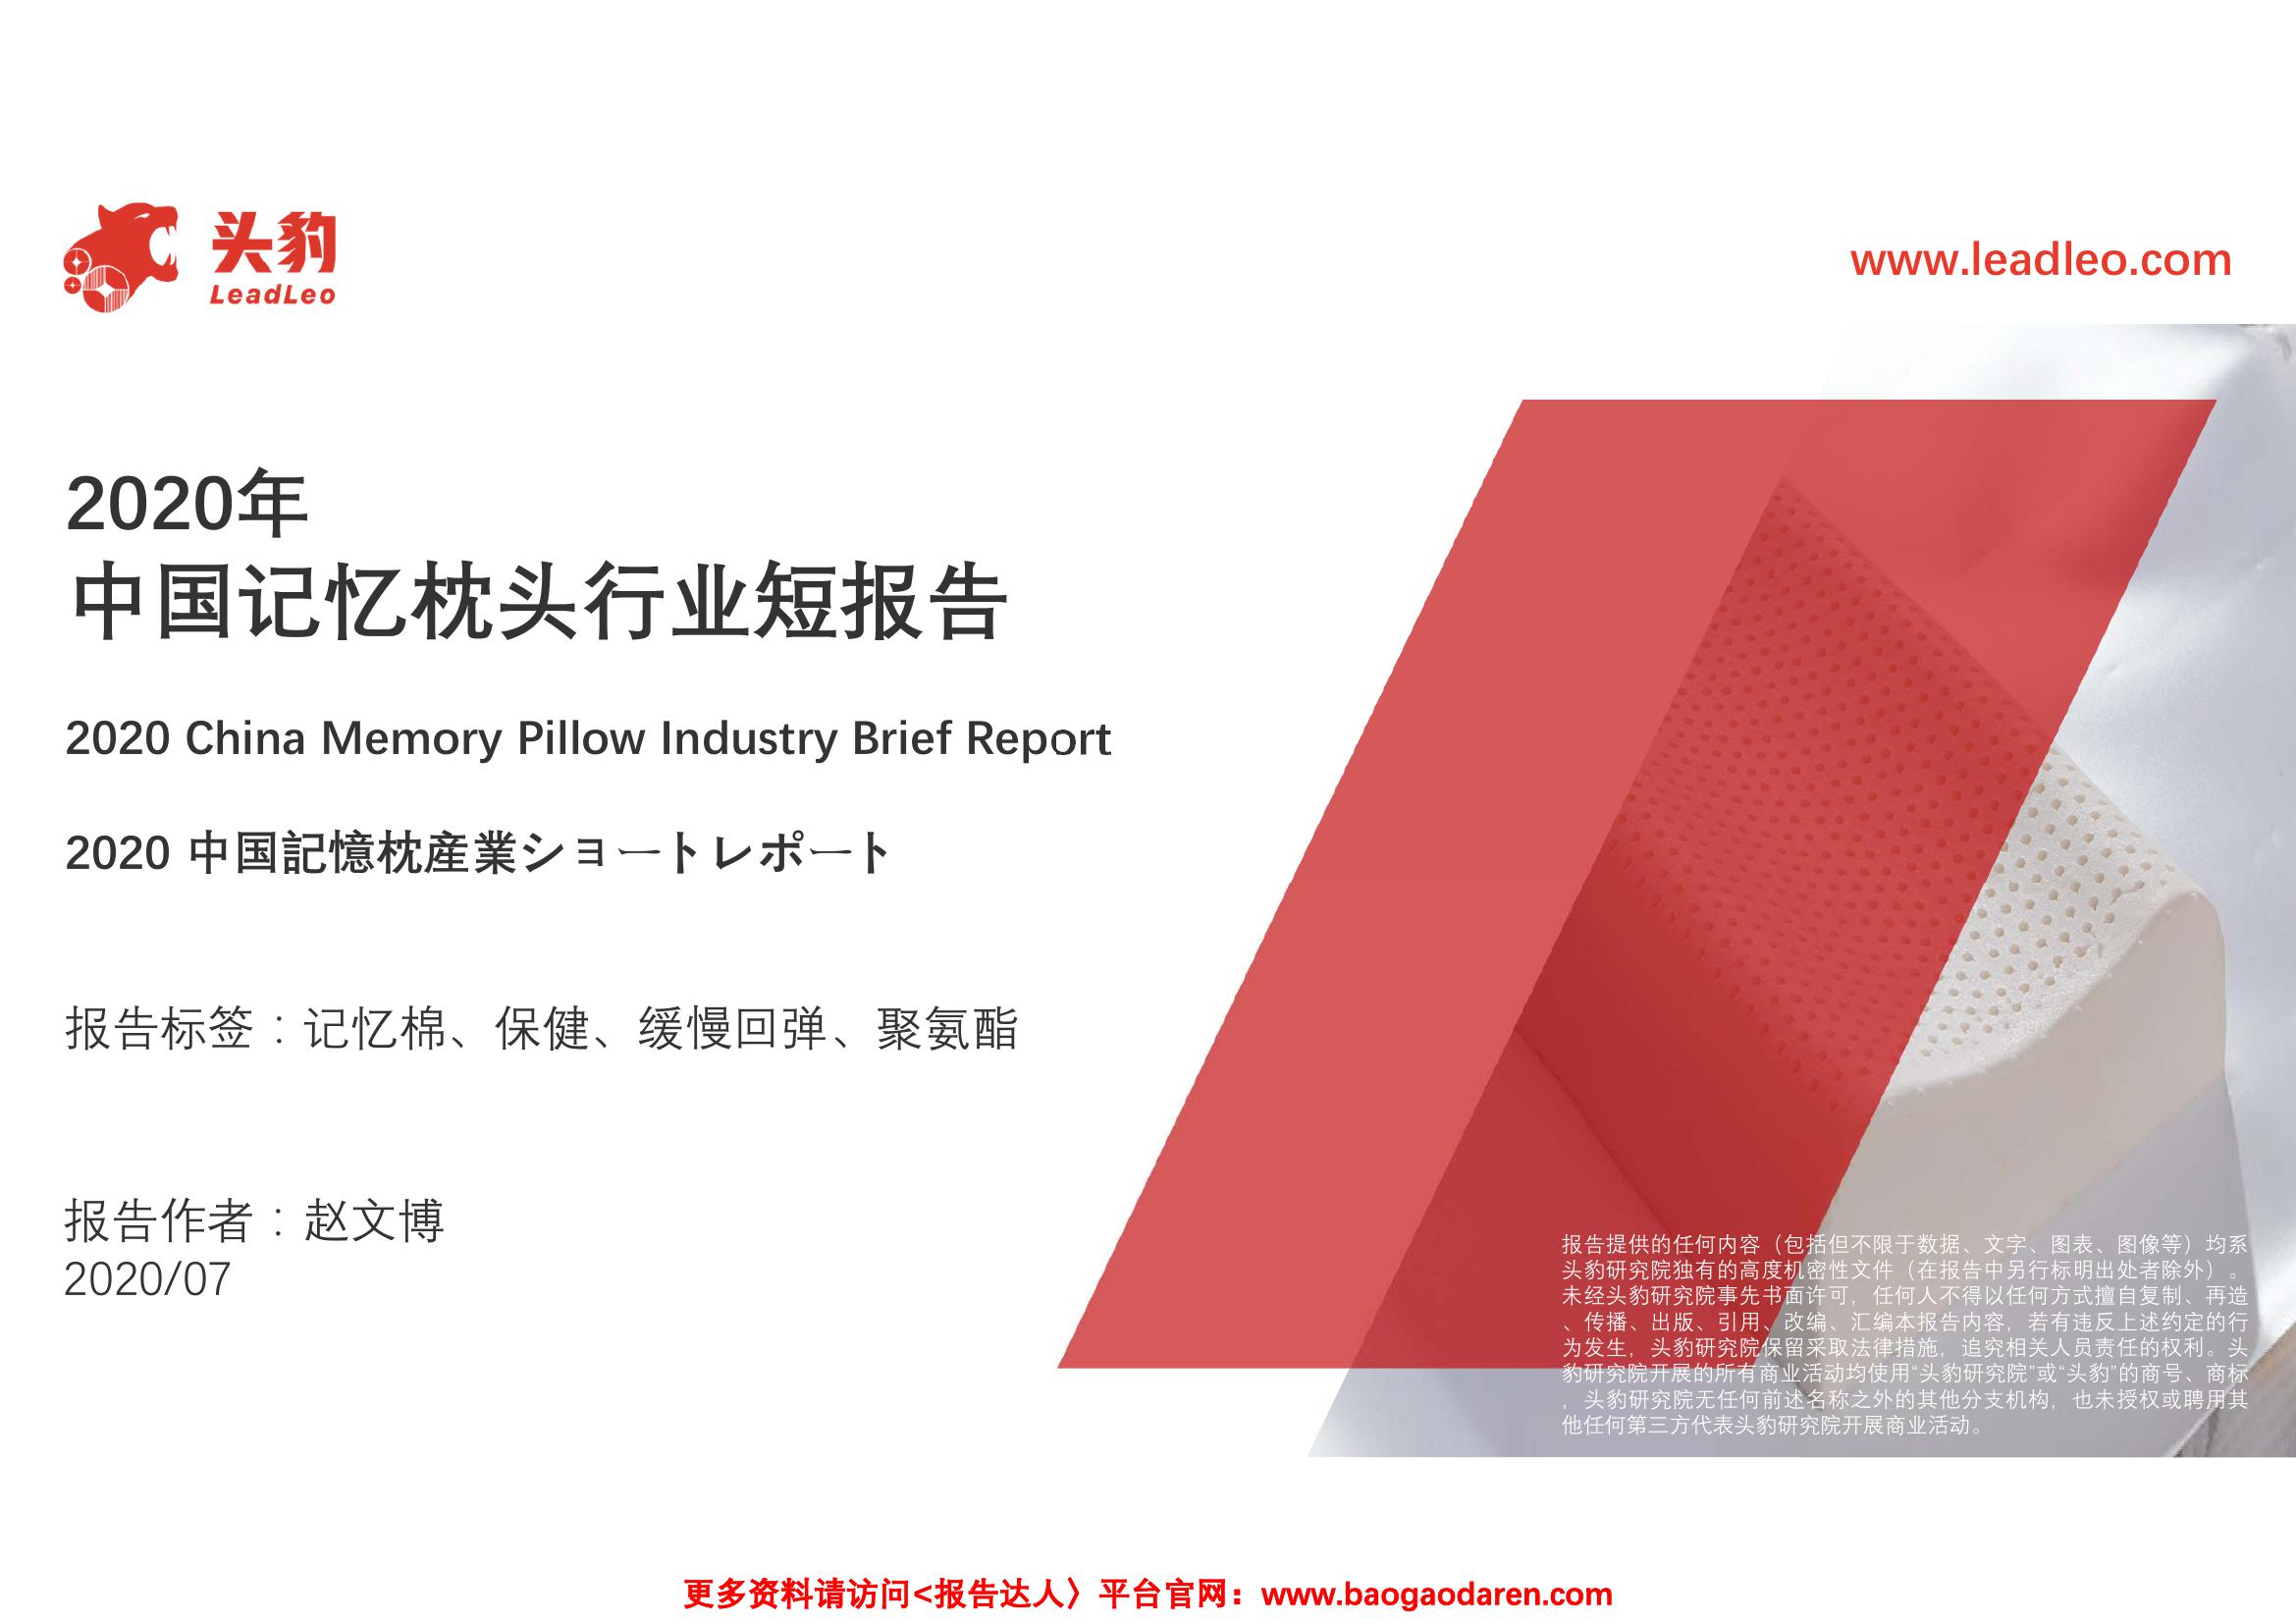 头豹
LeadLeo
www.leadleo.com
2020年
中国记忆枕头行业短报告
2020 China Memory Pillow Industry Brief Report
2020 中国記憶枕産業ショートレポート
报告标签：记忆棉、保健、缓慢回弹、聚氨酯
报告作者：赵文博
2020/07
报告提供的任何内容（包括但不限于数据、文字、图表、图像等）均系
头豹研究院独有的高度机密性文件（在报告中另行标明出处者除外）。
未经头豹研究院事先书面许可，任何人不得以任何方式擅自复制、再造
、传播、出版、引用、改编、汇编本报告内容，若有违反上述约定的行
为发生，头豹研究院保留采取法律措施，追究相关人员责任的权利。头
豹研究院开展的所有商业活动均使用“头豹研究院”或“头豹”的商号、商标
，头豹研究院无任何前述名称之外的其他分支机构，也未授权或聘用其
他任何第三方代表头豹研究院开展商业活动。
更多资料请访问<报告达人〉平台官网：www.baogaodaren.com